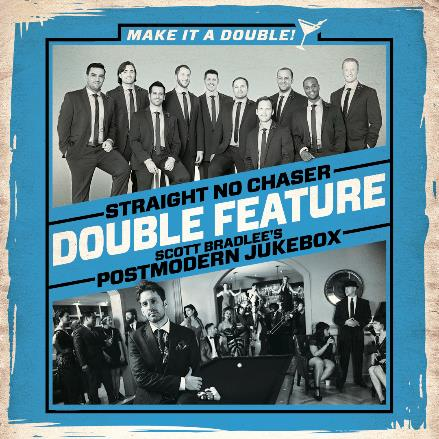 MAKE IT A DOUBLE!
STRAIGHT NO CHASER
DOUBLE FEATURE
SCOTT BRADLEE'S
POSTMODERN JUKEBOX